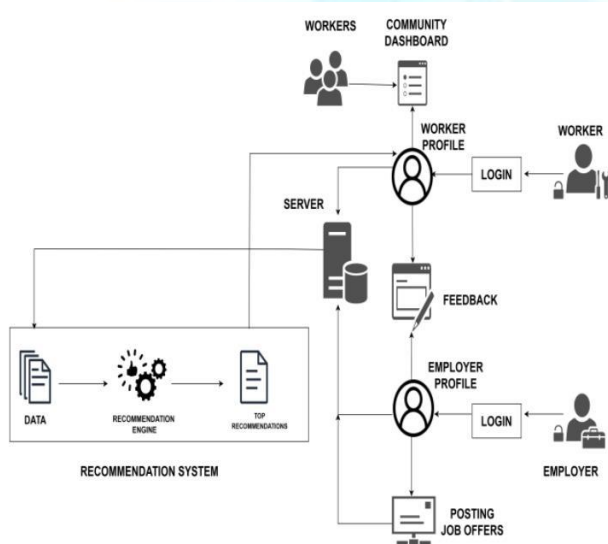 WORKERS
COMMUNITY
DASHBOARD
WORKER
PROFILE
WORKER
LOGIN
SERVER
FEEDBACK
EMPLOYER
PROFILE
DATA
RECOMMENDATION
ENGINE
TOP
RECOMMENDATIONS
LOGIN
RECOMMENDATION SYSTEM
EMPLOYER
POSTING
JOB OFFERS